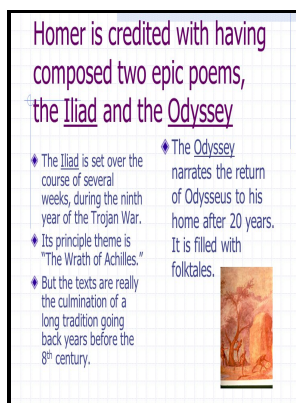 Homer is credited with having
composed two epic poems,
the Iliad and the Odyssey
The Iliad is set over the
course of several
weeks, during the ninth
year of the Trojan War.
Its principle theme is
“The Wrath of Achilles.”
But the texts are really
the culmination of a
long tradition going
back years before the
8th century.
The Odyssey
narrates the return
of Odysseus to his
home after 20 years.
It is filled with
folktales.